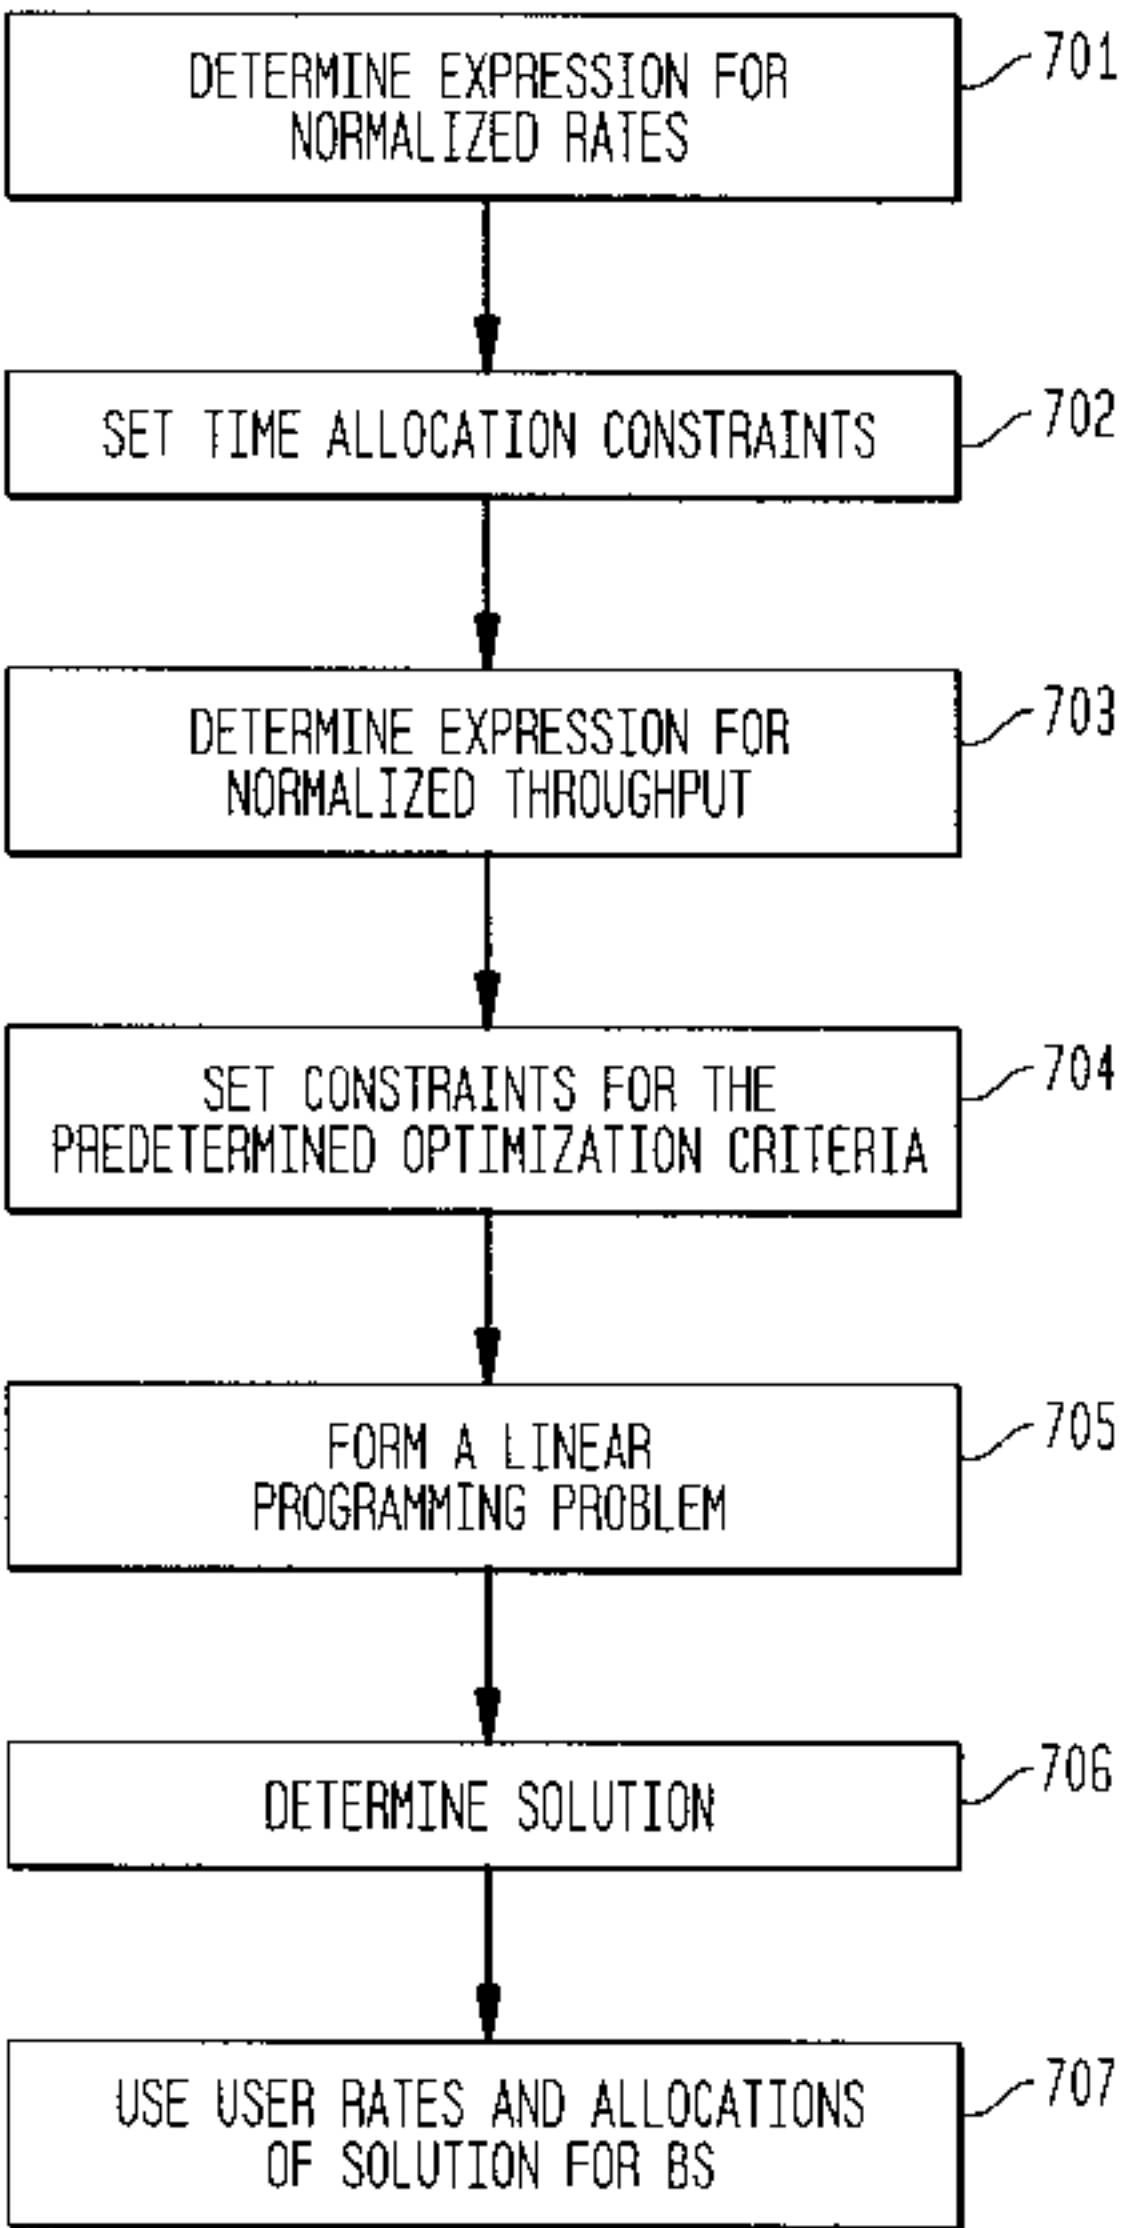 DETERMINE EXPRESSION FOR
NORMALIZED RATES
701
SET TIME ALLOCATION CONSTRAINTS
702
DETERMINE EXPRESSION FOR
NORMALIZED THROUGHPUT
703
SET CONSTRAINTS FOR THE
PREDETERMINED OPTIMIZATION CRITERIA
704
FORM A LINEAR
PROGRAMMING PROBLEM
705
DETERMINE SOLUTION
706
USE USER RATES AND ALLOCATIONS
OF SOLUTION FOR BS
707